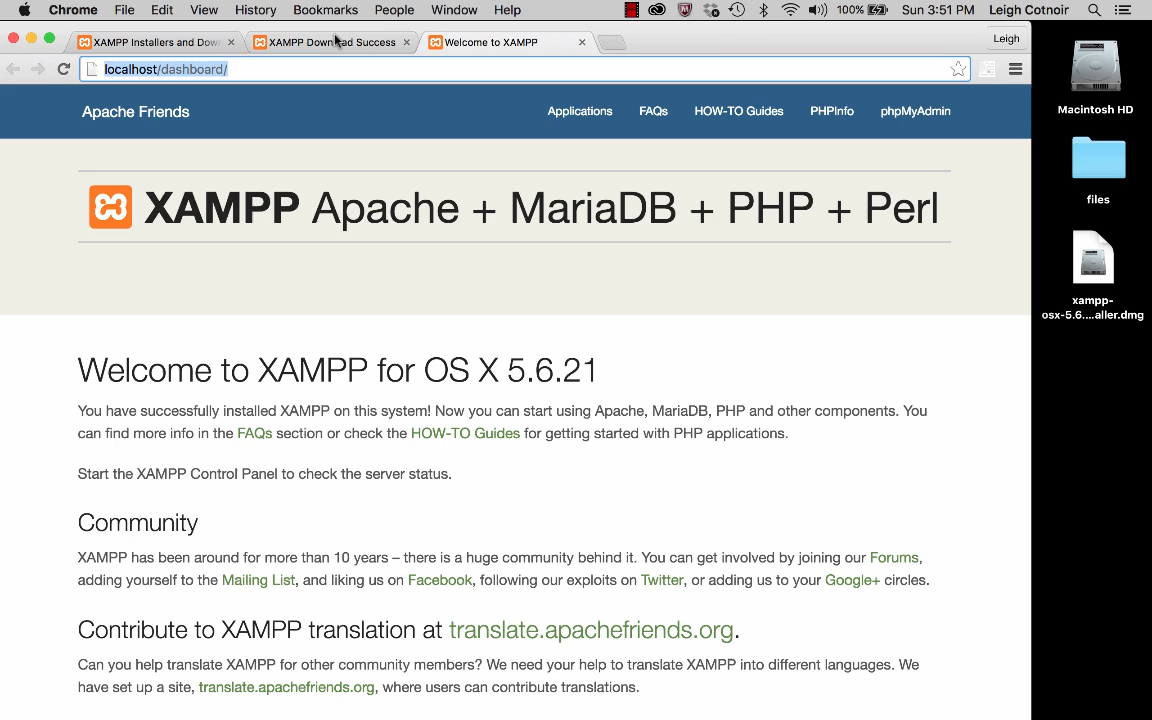 Chrome File Edit View History Bookmarks People Window Help 100% Sun 3:51 PM Leigh Cotnoir
XAMPP Installers and Dow
XAMPP Download Success
Welcome to XAMPP
Leigh
localhost/dashboard/
Apache Friends
Applications FAQs HOW-TO Guides PHPInfo phpMyAdmin
XAMPP Apache + MariaDB + PHP + Perl
Welcome to XAMPP for OS X 5.6.21
You have successfully installed XAMPP on this system! Now you can start using Apache, MariaDB, PHP and other components. You
can find more info in the FAQs section or check the HOW-TO Guides for getting started with PHP applications.
Start the XAMPP Control Panel to check the server status.
Community
XAMPP has been around for more than 10 years – there is a huge community behind it. You can get involved by joining our Forums,
adding yourself to the Mailing List, and liking us on Facebook, following our exploits on Twitter, or adding us to your Google+ circles.
Contribute to XAMPP translation at translate.apachefriends.org.
Can you help translate XAMPP for other community members? We need your help to translate XAMPP into different languages. We
have set up a site, translate.apachefriends.org, where users can contribute translations.
Macintosh HD
files
xampp-
osx-5.6....aller.dmg